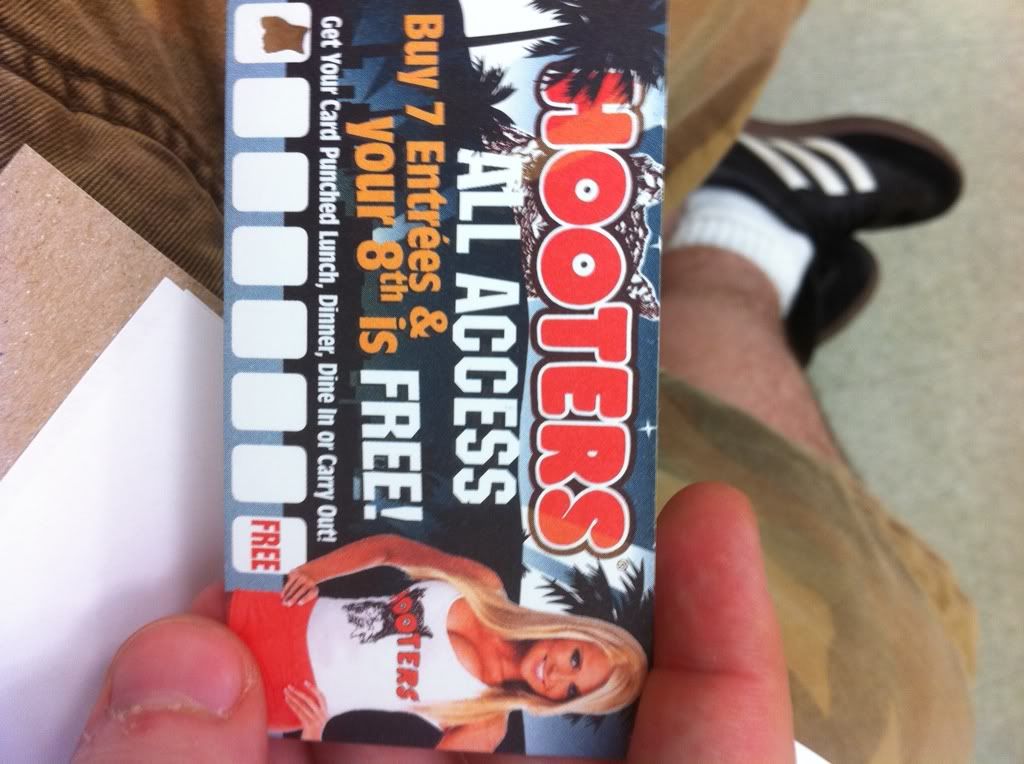 HOOTERS®
ALL ACCESS
Buy 7 Entrées &
your 8th is FREE!
Get Your Card Punched Lunch, Dinner, Dine In or Carry Out!
FREE
HOOTERS